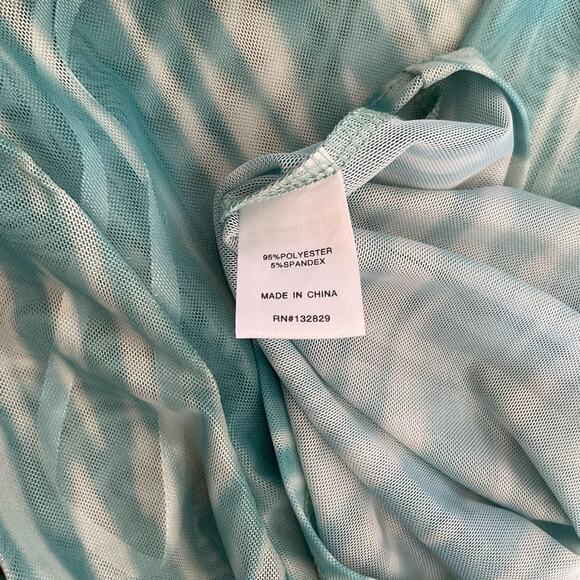 95%POLYESTER
5%SPANDEX
MADE IN CHINA
RN#132829